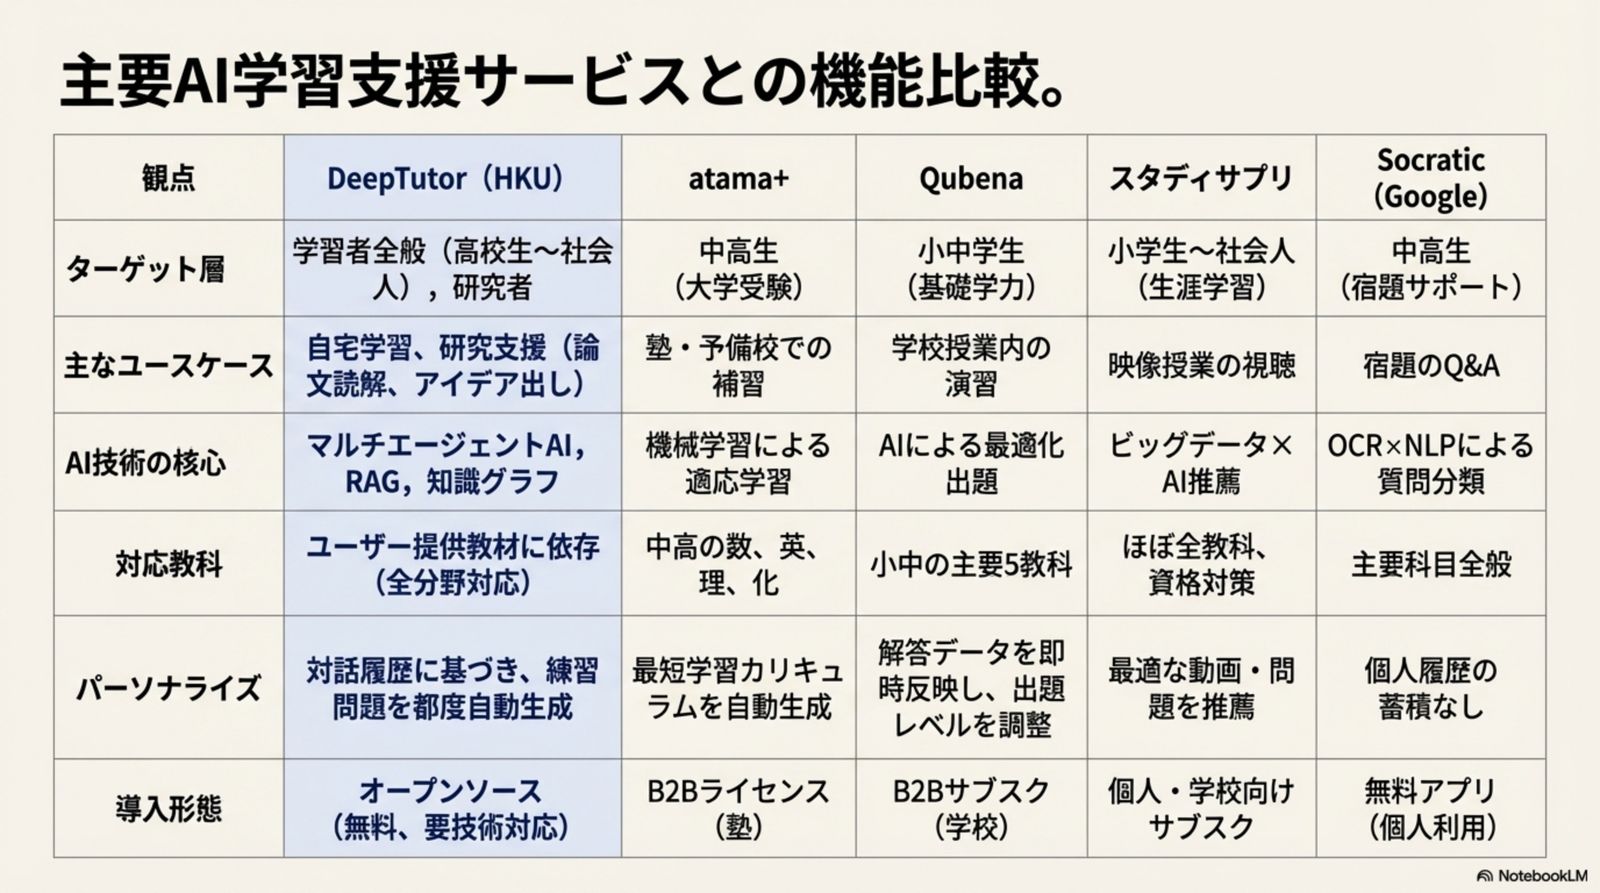 主要AI学習支援サービスとの機能比較。
観点
DeepTutor（HKU）
atama+
Qubena
スタディサプリ
Socratic
（Google）
ターゲット層
学習者全般（高校生～社会
人），研究者
中高生
（大学受験）
小中学生
（基礎学力）
小学生～社会人
（生涯学習）
中高生
（宿題サポート）
主なユースケース
自宅学習、研究支援（論
文読解、アイデア出し）
塾・予備校での
補習
学校授業内の
演習
映像授業の視聴
宿題のQ&A
AI技術の核心
マルチエージェントAI，
RAG，知識グラフ
機械学習による
適応学習
AIによる最適化
出題
ビッグデータ×
AI推薦
OCR×NLPによる
質問分類
対応教科
ユーザー提供教材に依存
（全分野対応）
中高の数、英、
理、化
小中の主要5教科
ほぼ全教科、
資格対策
主要科目全般
パーソナライズ
対話履歴に基づき、練習
問題を都度自動生成
最短学習カリキュ
ラムを自動生成
解答データを即
時反映し、出題
レベルを調整
最適な動画・問
題を推薦
個人履歴の
蓄積なし
導入形態
オープンソース
（無料、要技術対応）
B2Bライセンス
（塾）
B2Bサブスク
（学校）
個人・学校向け
サブスク
無料アプリ
（個人利用）
NotebookLM